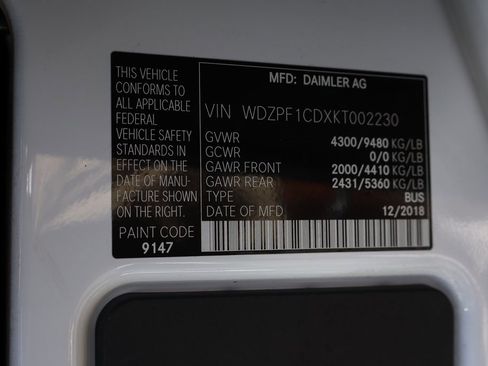 MFD: DAIMLER AG
THIS VEHICLE
CONFORMS TO
ALL APPLICABLE
FEDERAL
VEHICLE SAFETY
STANDARDS IN
EFFECT ON THE
DATE OF MANU-
FACTURE SHOWN
ON THE RIGHT.
PAINT CODE
9147
VIN WDZPF1CDXKT002230
GVWR 4300/9480 KG/LB
GCWR 0/0 KG/LB
GAWR FRONT 2000/4410 KG/LB
GAWR REAR 2431/5360 KG/LB
TYPE BUS
DATE OF MFD 12/2018